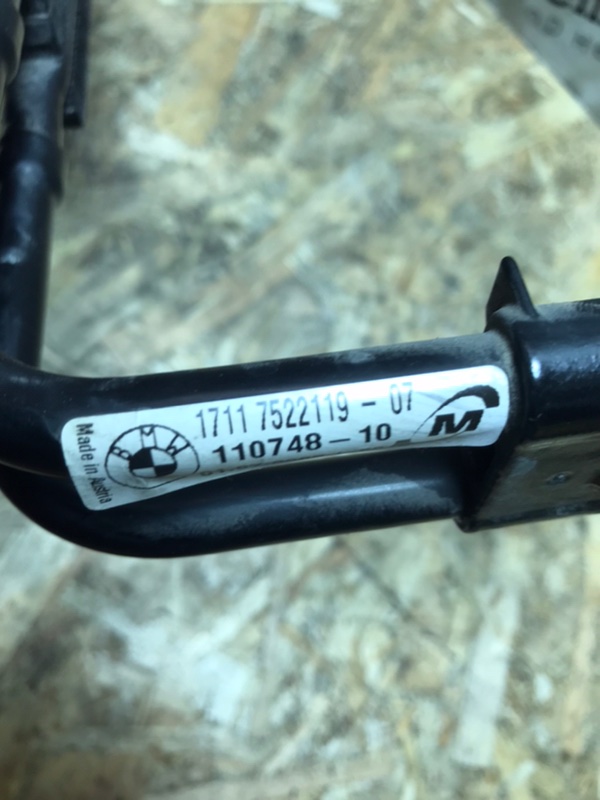 Made in Austria
BMW
1711 7522119 - 07
110748-10
M